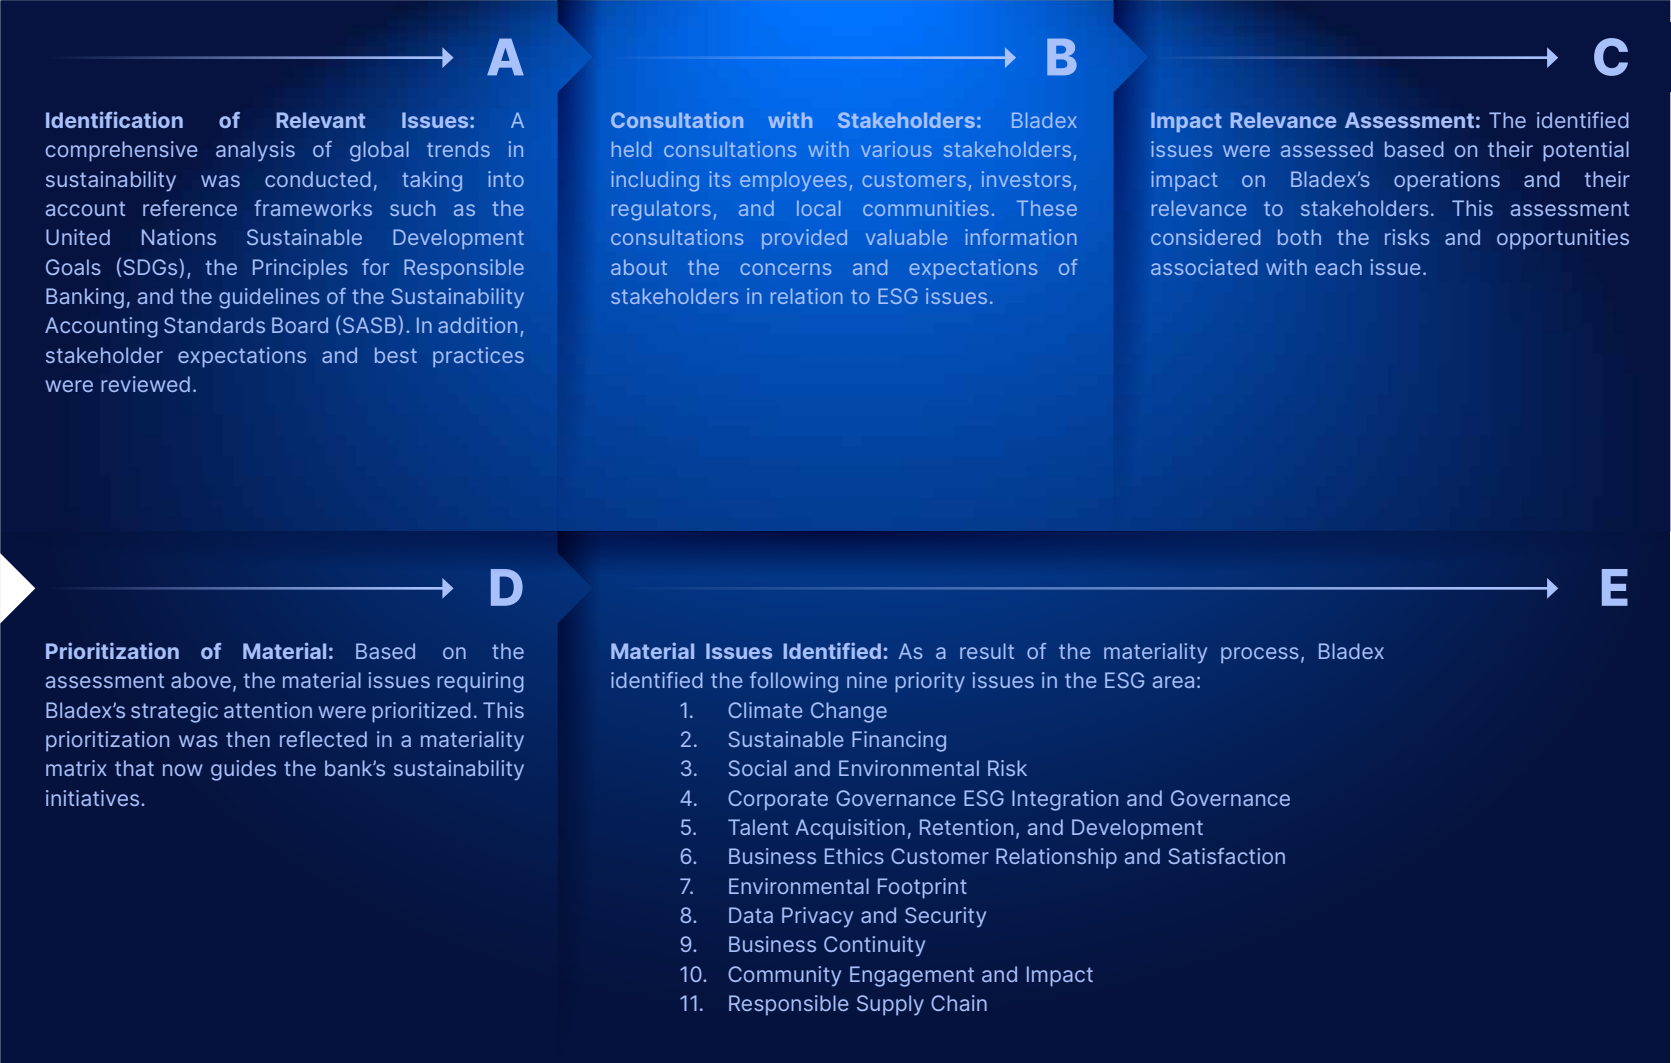 A
Identification of Relevant Issues: A
comprehensive analysis of global trends in
sustainability was conducted, taking into
account reference frameworks such as the
United Nations Sustainable Development
Goals (SDGs), the Principles for Responsible
Banking, and the guidelines of the Sustainability
Accounting Standards Board (SASB). In addition,
stakeholder expectations and best practices
were reviewed.
B
Consultation with Stakeholders: Bladex
held consultations with various stakeholders,
including its employees, customers, investors,
regulators, and local communities. These
consultations provided valuable information
about the concerns and expectations of
stakeholders in relation to ESG issues.
C
Impact Relevance Assessment: The identified
issues were assessed based on their potential
impact on Bladex’s operations and their
relevance to stakeholders. This assessment
considered both the risks and opportunities
associated with each issue.
D
Prioritization of Material: Based on the
assessment above, the material issues requiring
Bladex’s strategic attention were prioritized. This
prioritization was then reflected in a materiality
matrix that now guides the bank’s sustainability
initiatives.
E
Material Issues Identified: As a result of the materiality process, Bladex
identified the following nine priority issues in the ESG area:
1. Climate Change
2. Sustainable Financing
3. Social and Environmental Risk
4. Corporate Governance ESG Integration and Governance
5. Talent Acquisition, Retention, and Development
6. Business Ethics Customer Relationship and Satisfaction
7. Environmental Footprint
8. Data Privacy and Security
9. Business Continuity
10. Community Engagement and Impact
11. Responsible Supply Chain